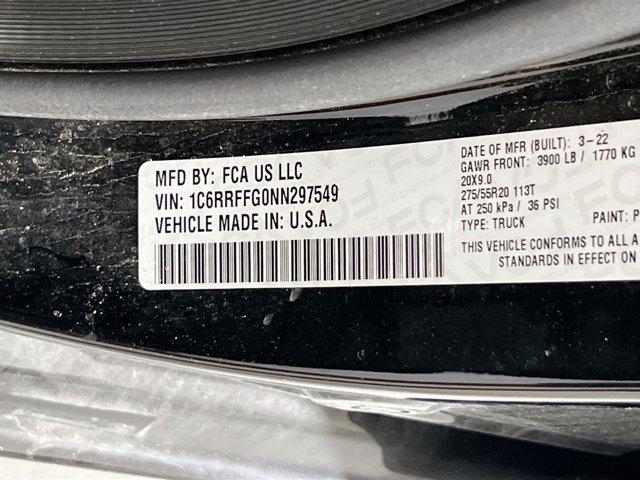 MFD BY: FCA US LLC
VIN: 1C6RRFFG0NN297549
VEHICLE MADE IN: U.S.A.
DATE OF MFR (BUILT): 3-22
GAWR FRONT: 3900 LB / 1770 KG
20X9.0
275/55R20 113T
AT 250 kPa / 36 PSI
TYPE: TRUCK PAINT: P
THIS VEHICLE CONFORMS TO ALL A
STANDARDS IN EFFECT ON